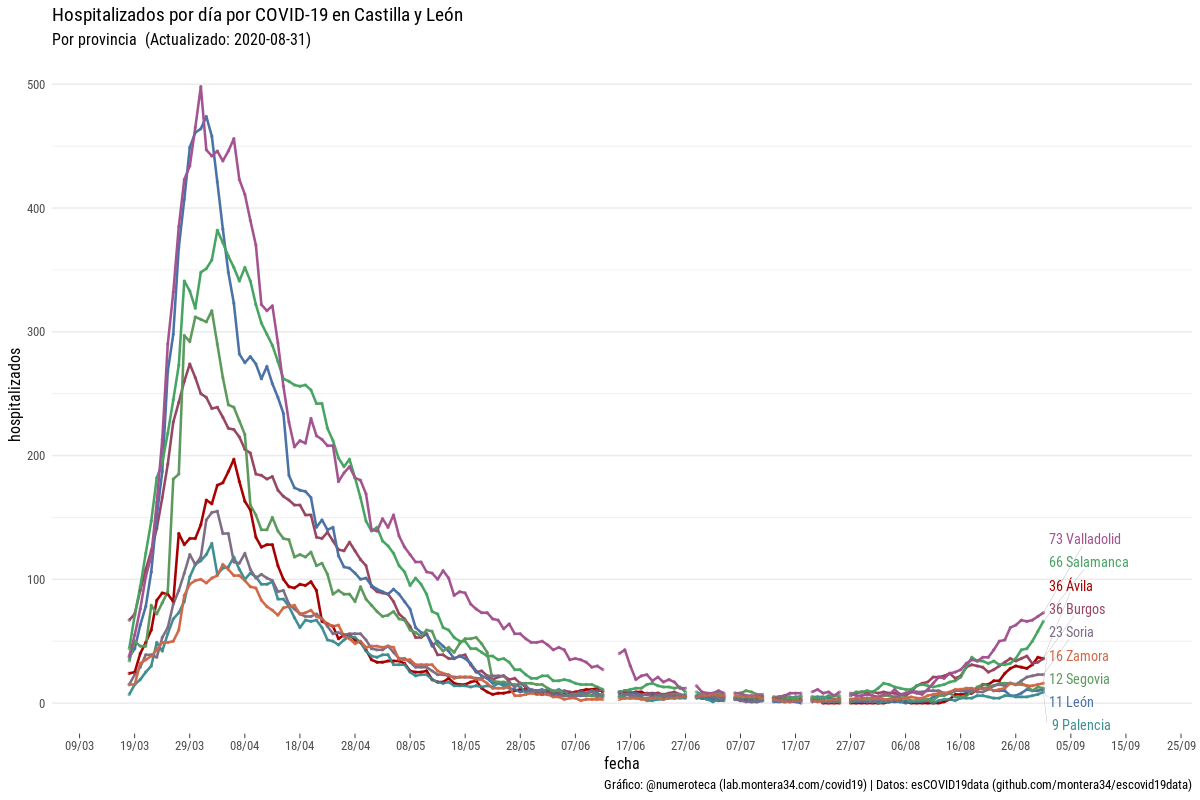 Hospitalizados por día por COVID-19 en Castilla y León
Por provincia (Actualizado: 2020-08-31)
hospitalizados
500
400
300
200
100
0
73 Valladolid
66 Salamanca
36 Ávila
36 Burgos
23 Soria
16 Zamora
12 Segovia
11 León
9 Palencia
09/03 19/03 29/03 08/04 18/04 28/04 08/05 18/05 28/05 07/06 17/06 27/06 07/07 17/07 27/07 06/08 16/08 26/08 05/09 15/09 25/09
fecha
Gráfico: @numeroteca (lab.montera34.com/covid19) | Datos: esCOVID19data (github.com/montera34/escovid19data)